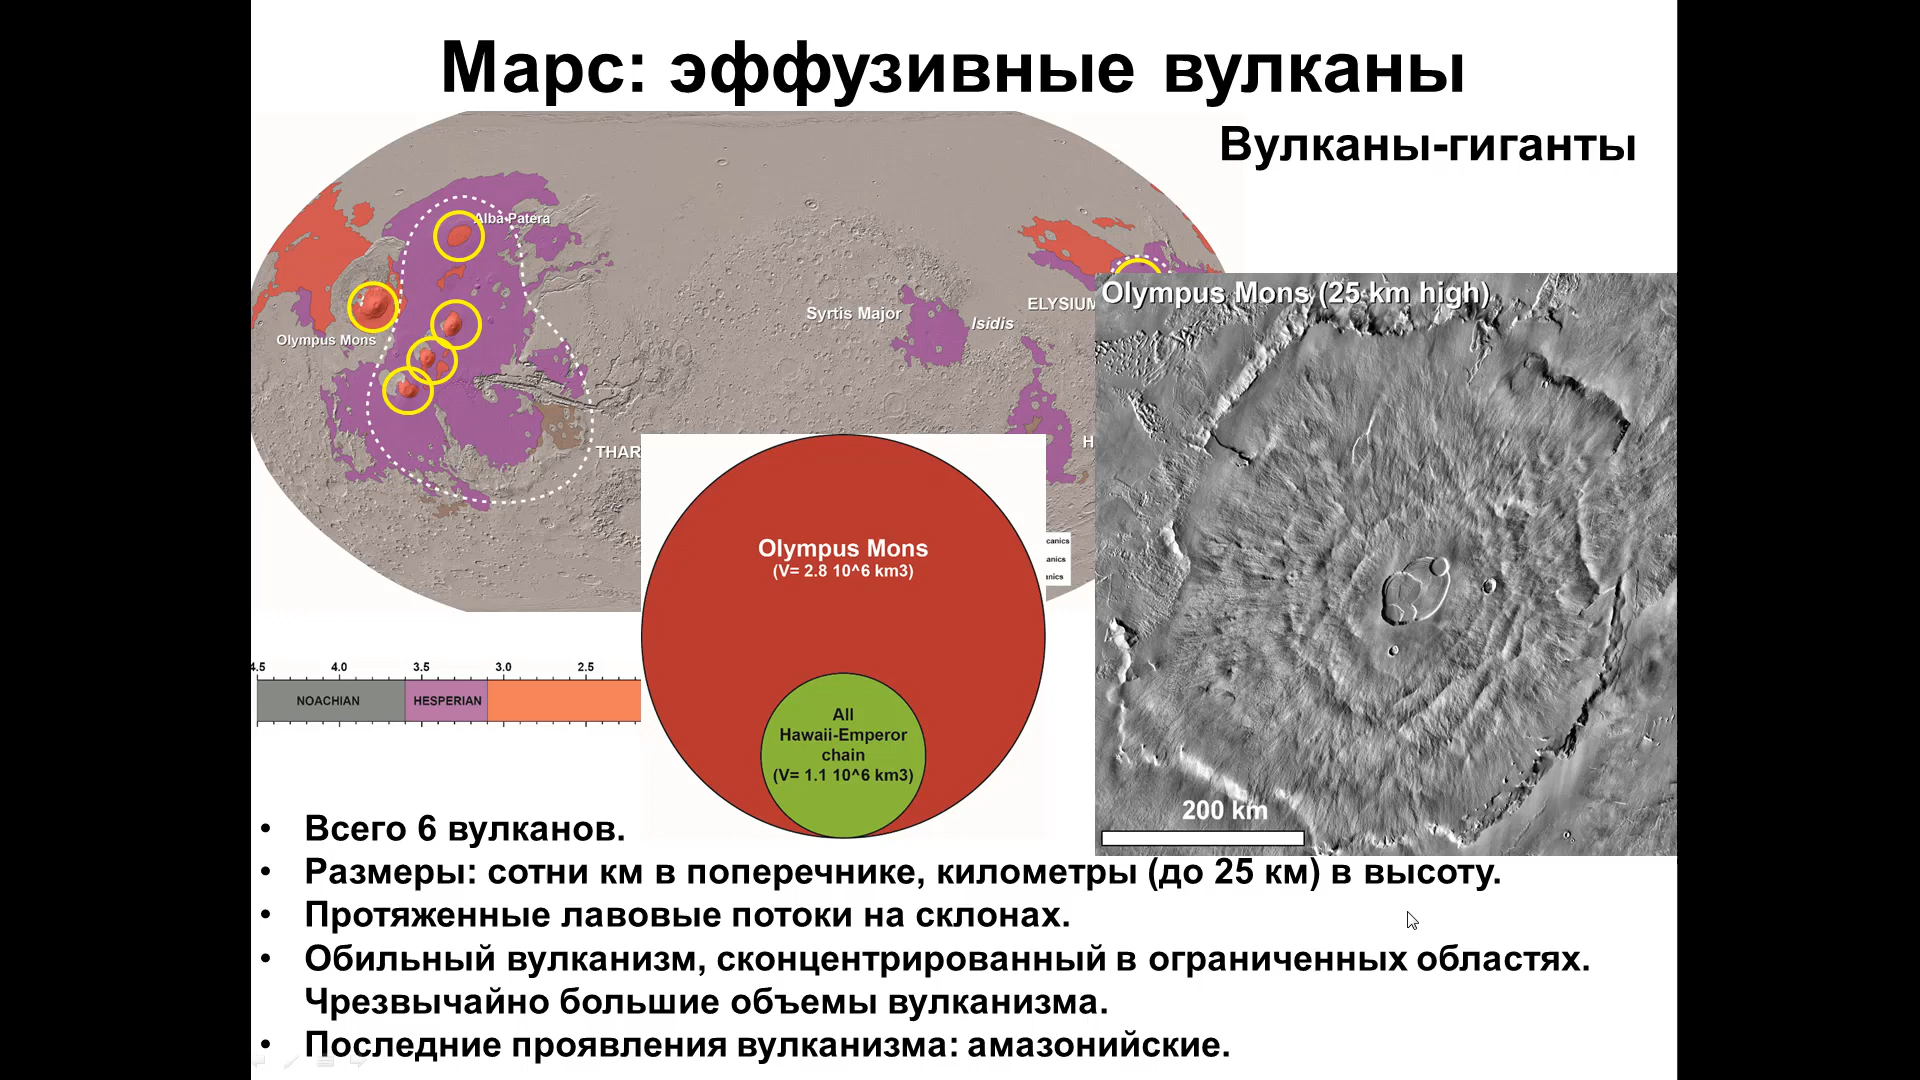 Марс: эффузивные вулканы
Вулканы-гиганты
Alba Patera
Olympus Mons
Syrtis Major
Isidis
Olympus Mons (25 km high)
Olympus Mons
(V= 2.8 10^6 km3)
All
Hawaii-Emperor
chain
(V= 1.1 10^6 km3)
4.5 4.0 3.5 3.0 2.5
NOACHIAN HESPERIAN
200 km
• Всего 6 вулканов.
• Размеры: сотни км в поперечнике, километры (до 25 км) в высоту.
• Протяженные лавовые потоки на склонах.
• Обильный вулканизм, сконцентрированный в ограниченных областях.
Чрезвычайно большие объемы вулканизма.
• Последние проявления вулканизма: амазонийские.